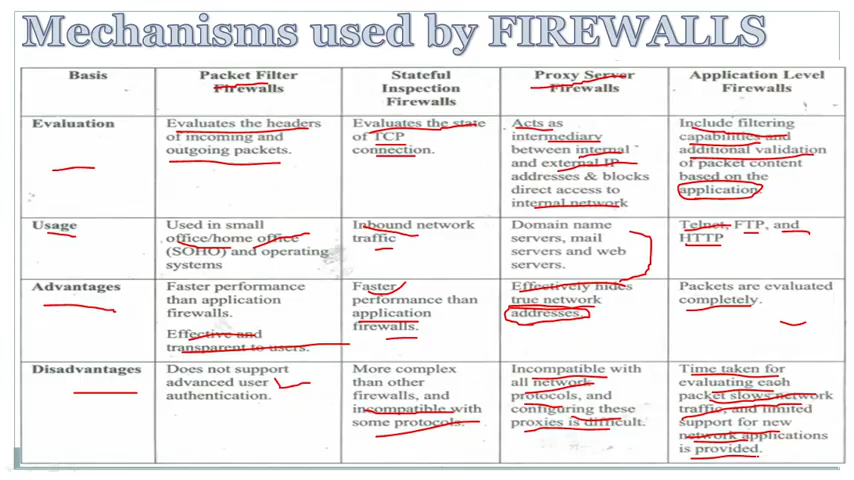 Mechanisms used by FIREWALLS
Basis
Packet Filter
Firewalls
Stateful
Inspection
Firewalls
Proxy Server
Firewalls
Application Level
Firewalls
Evaluation
Evaluates the headers
of incoming and
outgoing packets.
Evaluates the state
of TCP
connection.
Acts as
intermediary
between internal
and external IP
addresses & blocks
direct access to
internal network
Include filtering
capabilities and
additional validation
of packet content
based on the
application
Usage
Used in small
office/home office
(SOHO) and operating
systems
Inbound network
traffic
Domain name
servers, mail
servers and web
servers.
Telnet, FTP, and
HTTP
Advantages
Faster performance
than application
firewalls.
Effective and
transparent to users.
Faster
performance than
application
firewalls.
Effectively hides
true network
addresses.
Packets are evaluated
completely.
Disadvantages
Does not support
advanced user
authentication.
More complex
than other
firewalls, and
incompatible with
some protocols.
Incompatible with
all network
protocols, and
configuring these
proxies is difficult.
Time taken for
evaluating each
packet slows network
traffic, and limited
support for new
network applications
is provided.